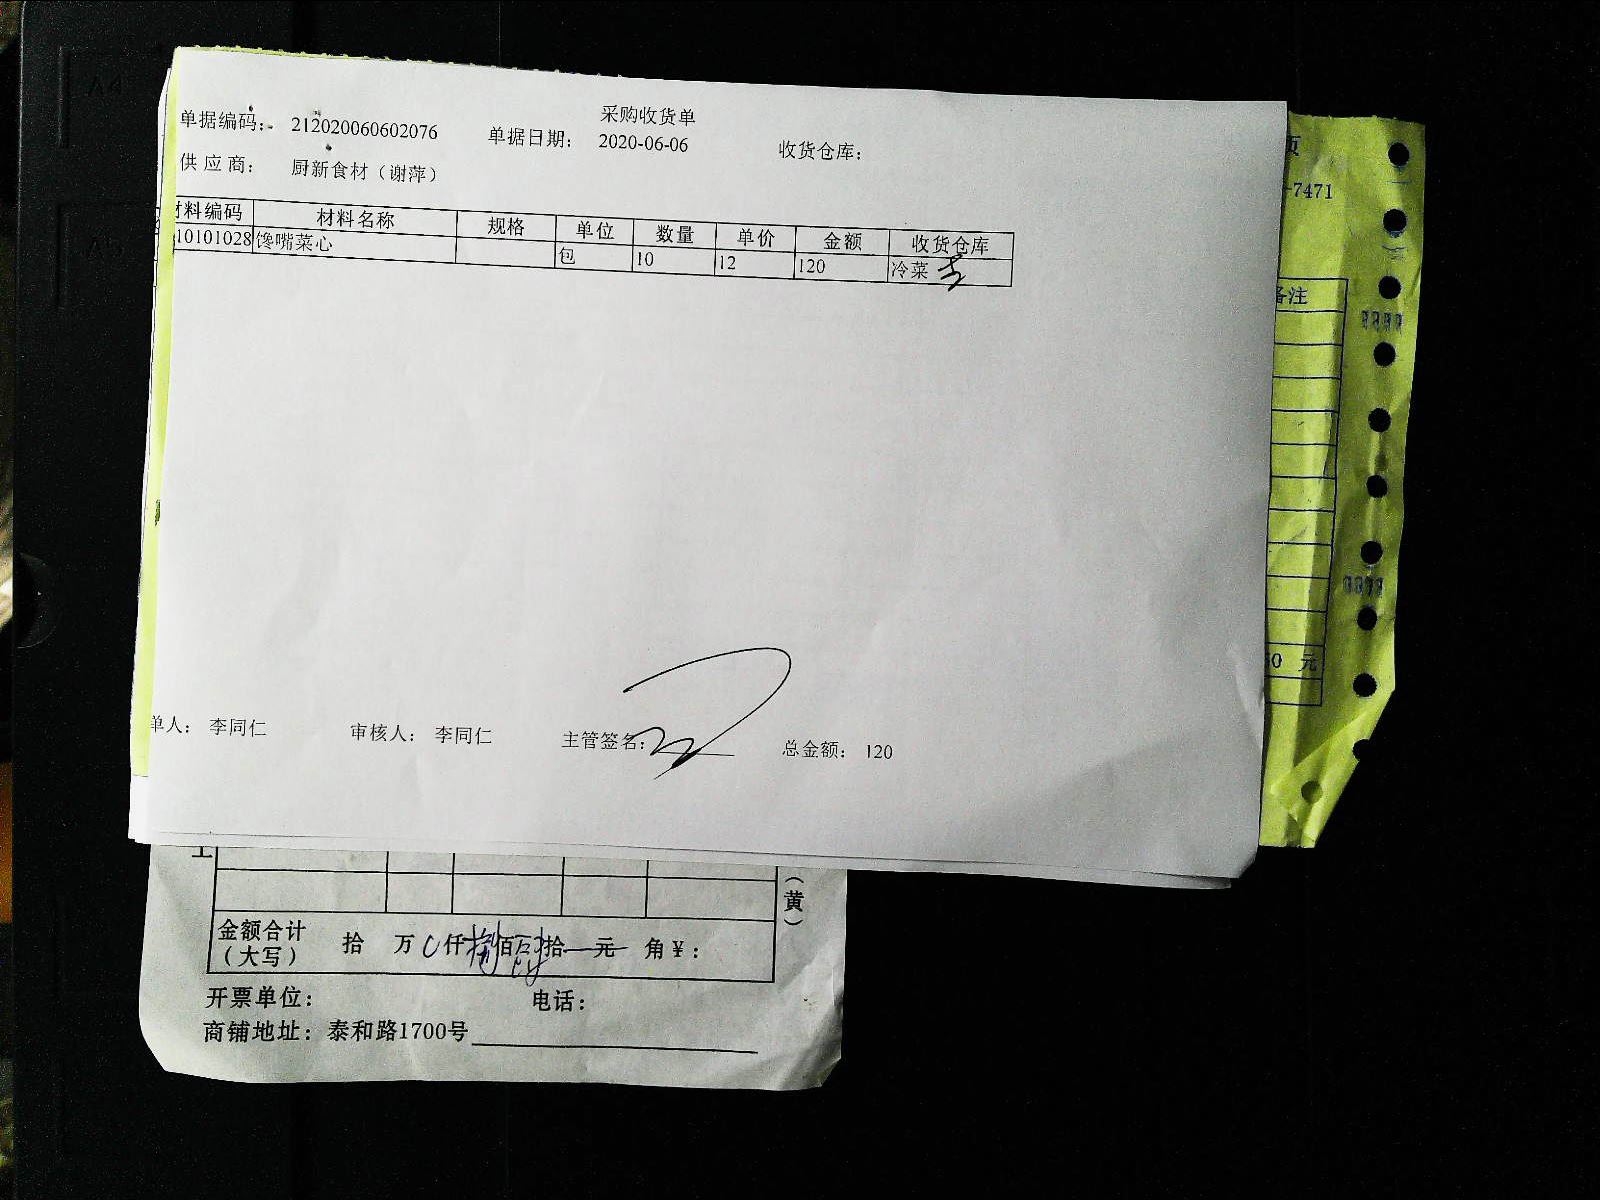 采购收货单
单据编码： 212020060602076 单据日期： 2020-06-06 收货仓库：
供应商： 厨新食材（谢萍）
材料编码 材料名称 规格 单位 数量 单价 金额 收货仓库
10101028 馋嘴菜心 包 10 12 120 冷菜
单人： 李同仁 审核人： 李同仁 主管签名： 总金额： 120
页
-7471
备注
60 元
金额合计（大写） 拾 万 仟 佰 拾 元 角 ¥：
（黄）
开票单位： 电话：
商铺地址：泰和路1700号